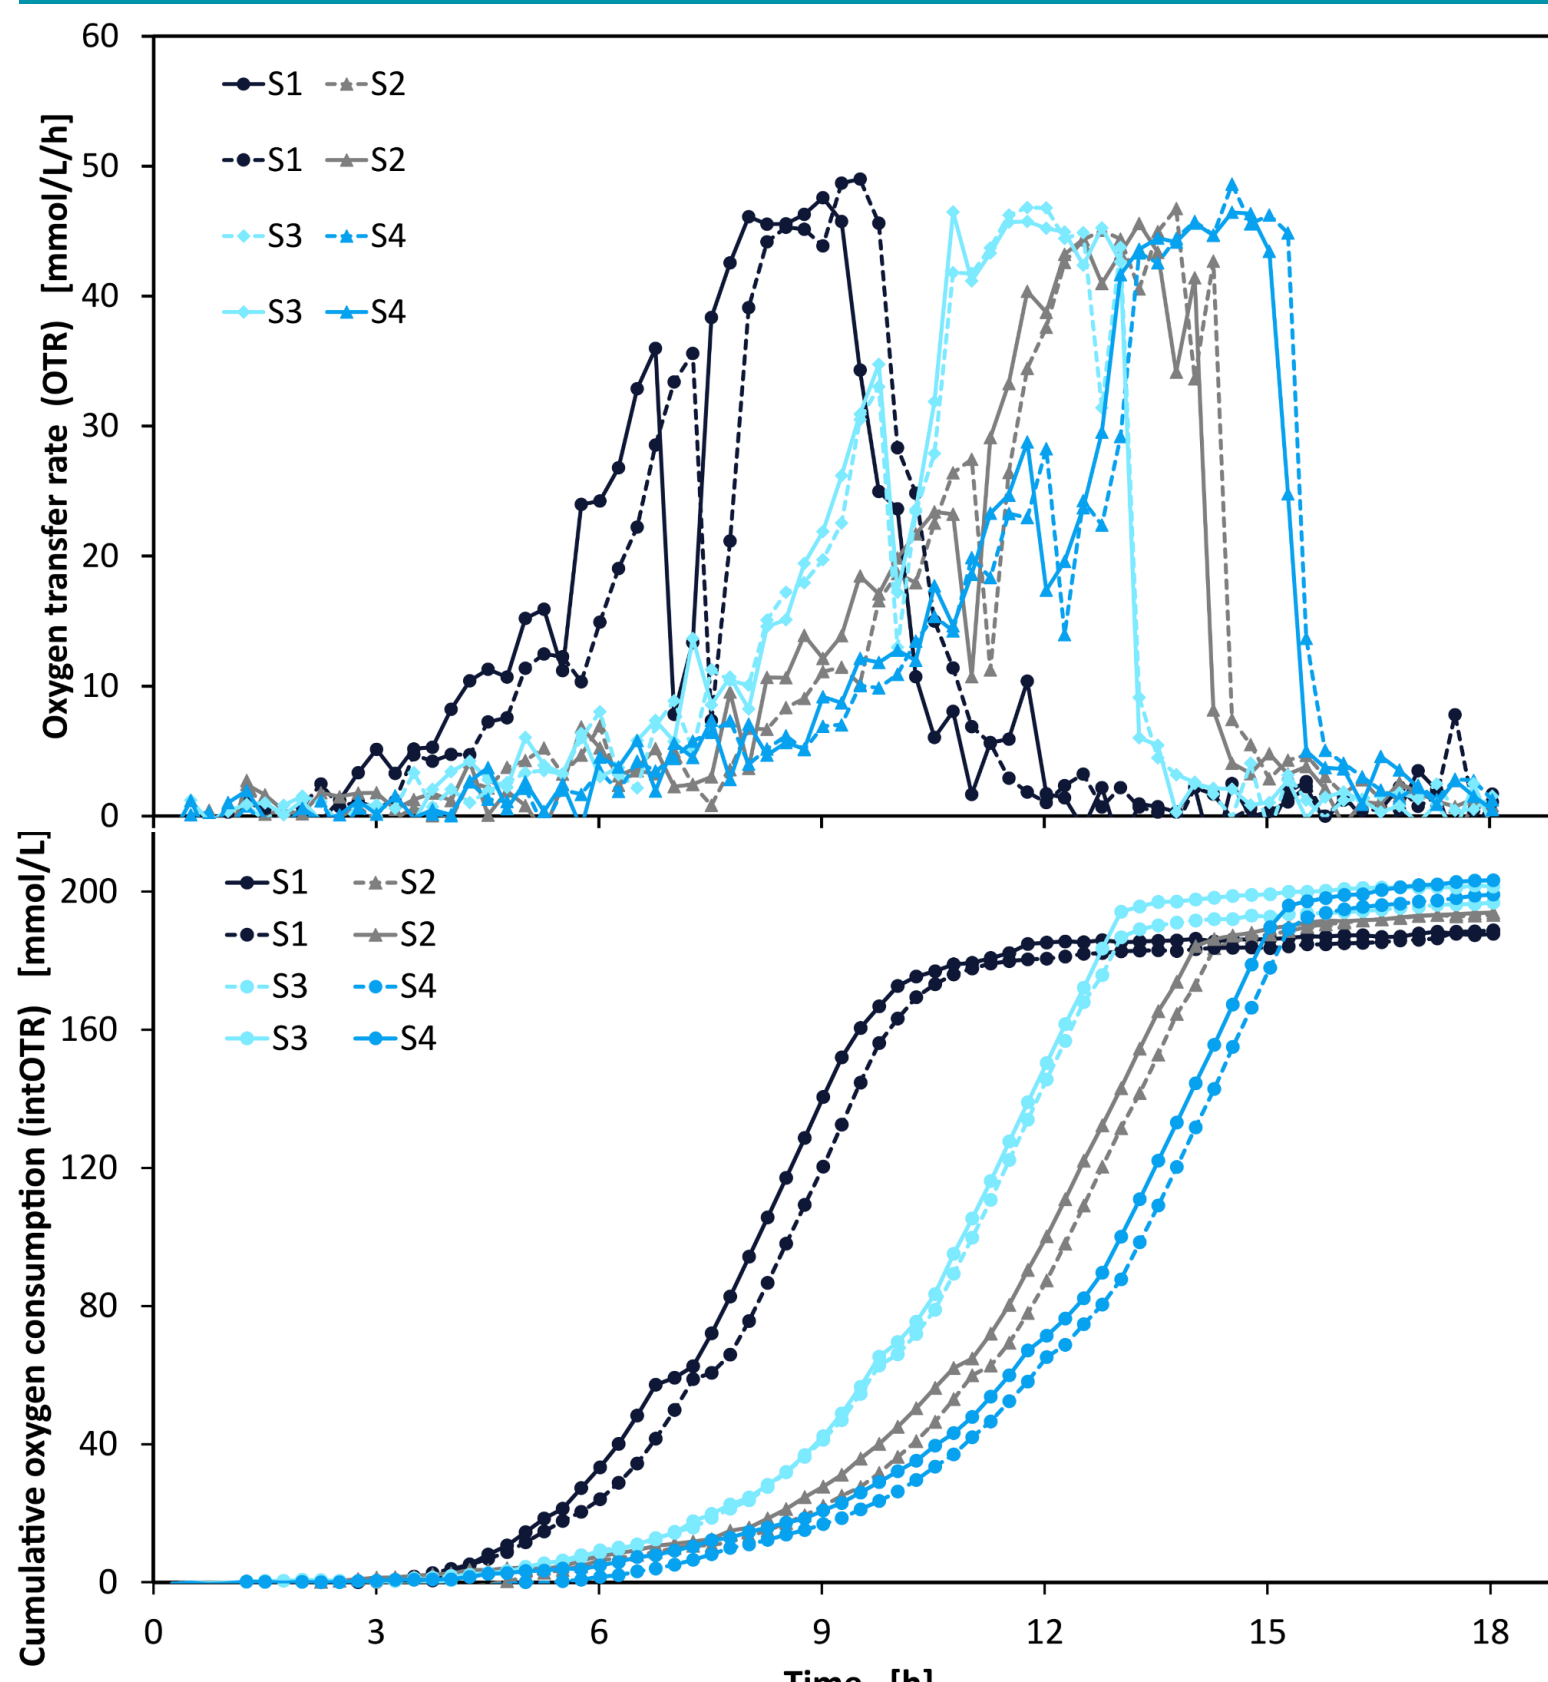 60
50
40
30
20
10
0
Oxygen transfer rate (OTR) [mmol/L/h]
S1 S2
S1 S2
S3 S4
S3 S4
200
160
120
80
40
0
Cumulative oxygen consumption (intOTR) [mmol/L]
S1 S2
S1 S2
S3 S4
S3 S4
0 3 6 9 12 15 18
Time [h]